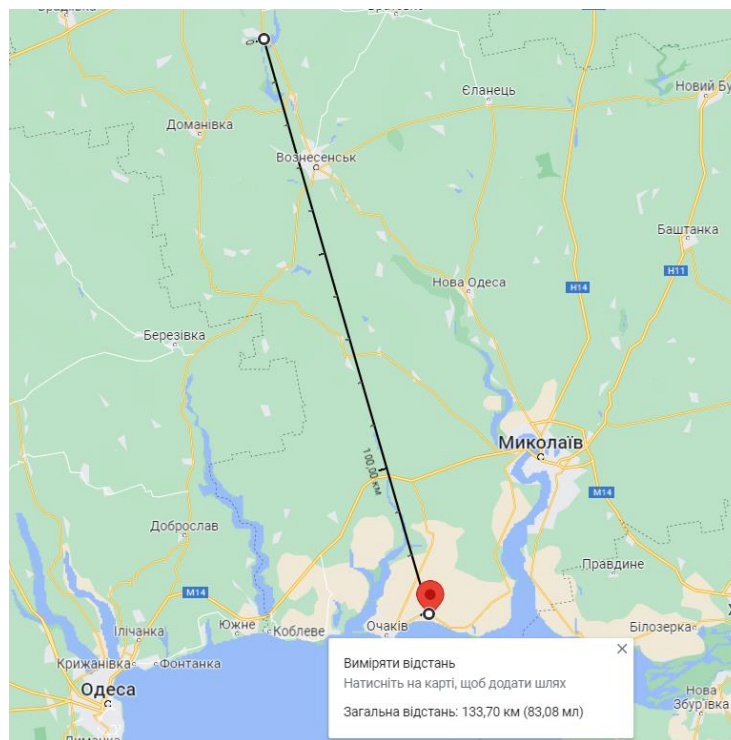 Доманівка
Єланець
Новий Бу
Вознесенськ
Баштанка
H11
Нова Одеса
H14
Березівка
Миколаїв
100,00 км
M14
Доброслав
Правдине
M14
Южне
Коблеве
Очаків
Білозерка
Ілічанка
Крижанівка
Фонтанка
Одеса
Нова
Збур'ївка
Виміряти відстань
Натисніть на карті, щоб додати шлях
Загальна відстань: 133,70 км (83,08 мл)